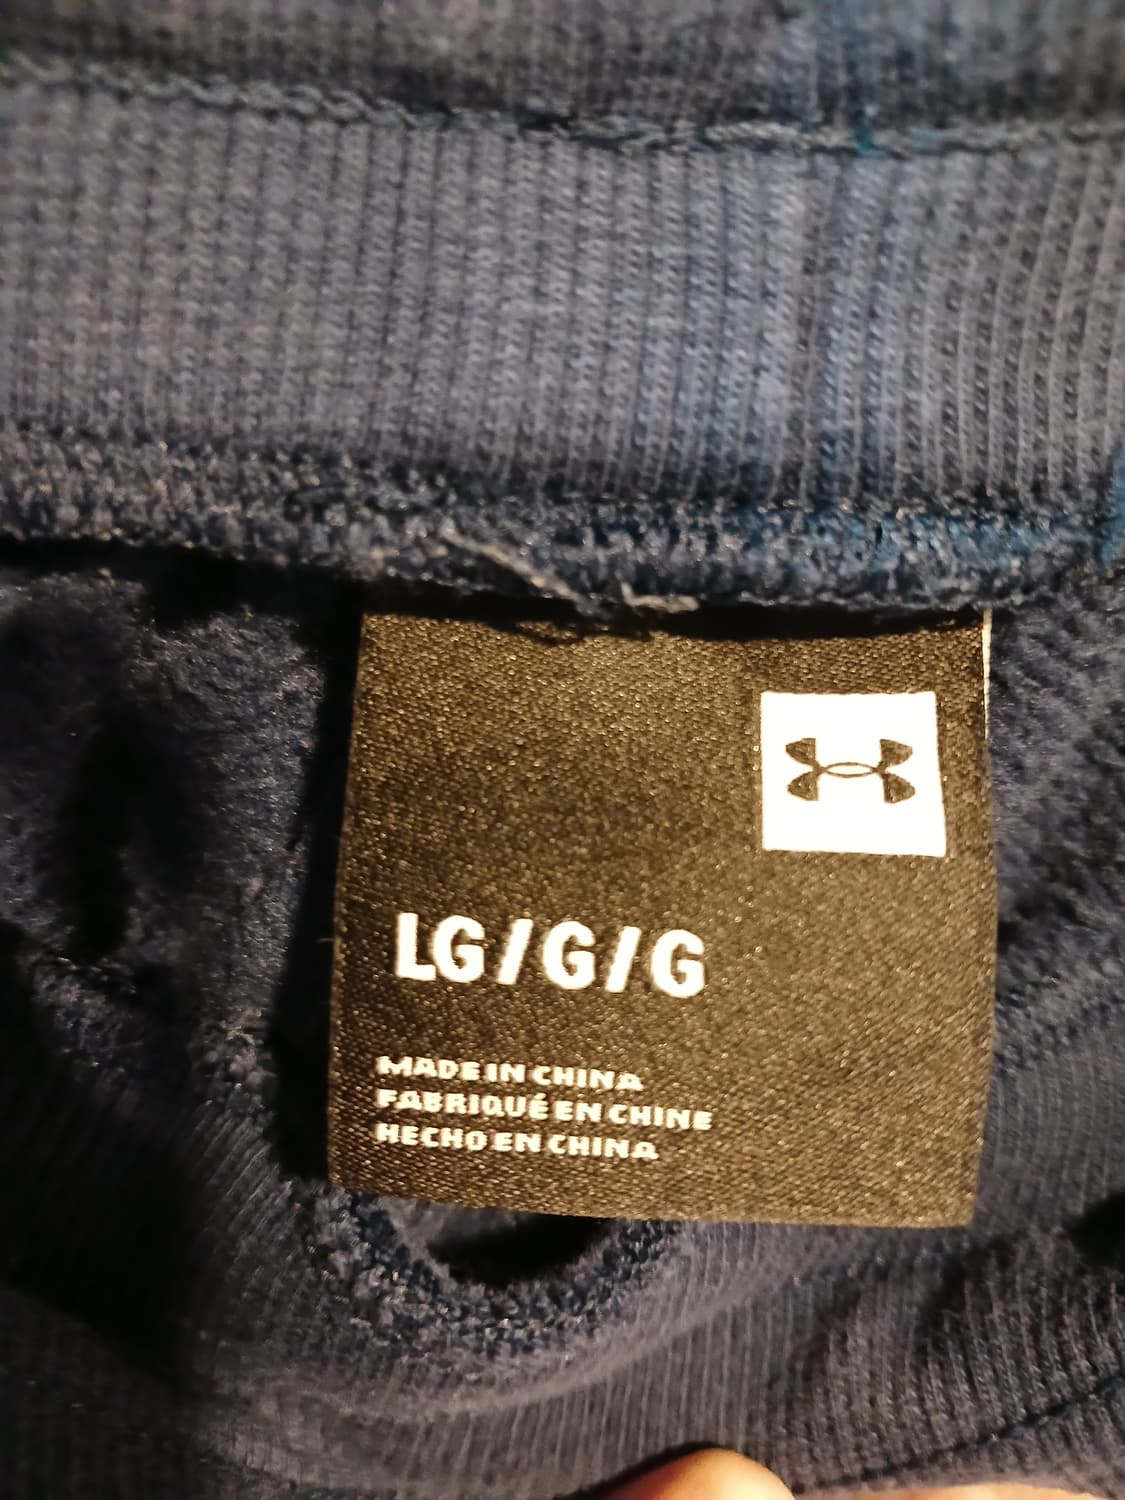 LG/G/G
MADE IN CHINA
FABRIQUÉ EN CHINE
HECHO EN CHINA